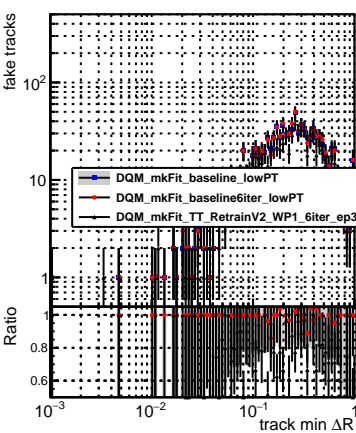 fake tracks
10²
DQM_mkFit_baseline_lowPT
10
DQM_mkFit_baseline6iter_lowPT
DQM_mkFit_TT_RetrainV2_WP1_6iter_ep3
1
Ratio
1
0.8
0.6
10⁻³ 10⁻² 10⁻¹ 1
track min ΔR